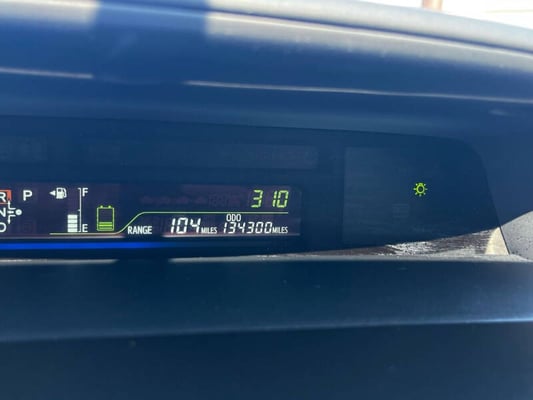 310
R P F
N
D E RANGE 104 MILES ODO 134300 MILES